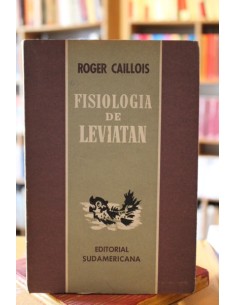 ROGER CAILLOIS
FISIOLOGIA
DE
LEVIATAN
EDITORIAL
SUDAMERICANA